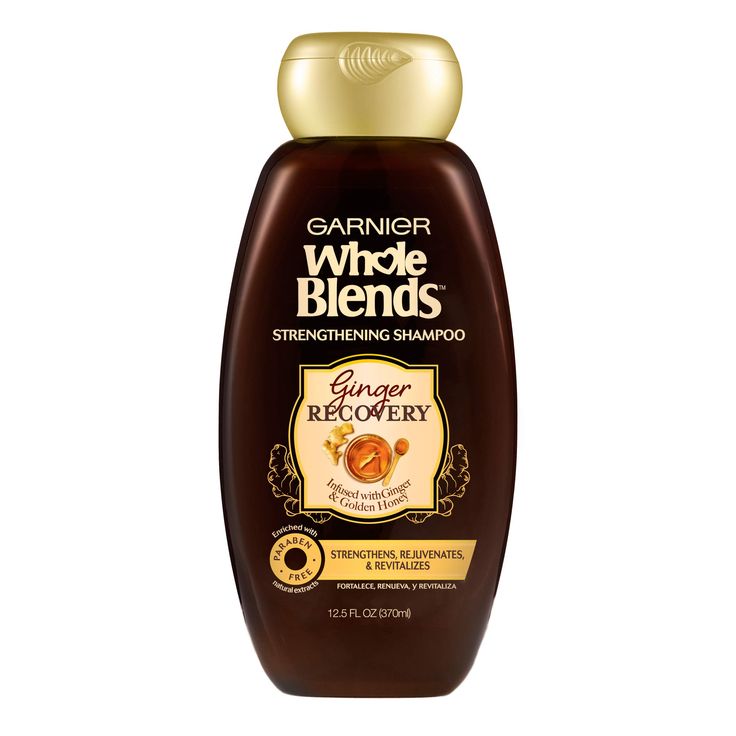 GARNIER
Whole
Blends™
STRENGTHENING SHAMPOO
Ginger
RECOVERY
Infused with Ginger
& Golden Honey
Enriched with
PARABEN
• FREE •
natural extracts
STRENGTHENS, REJUVENATES,
& REVITALIZES
FORTALECE, RENUEVA, y REVITALIZA
12.5 FL OZ (370ml)